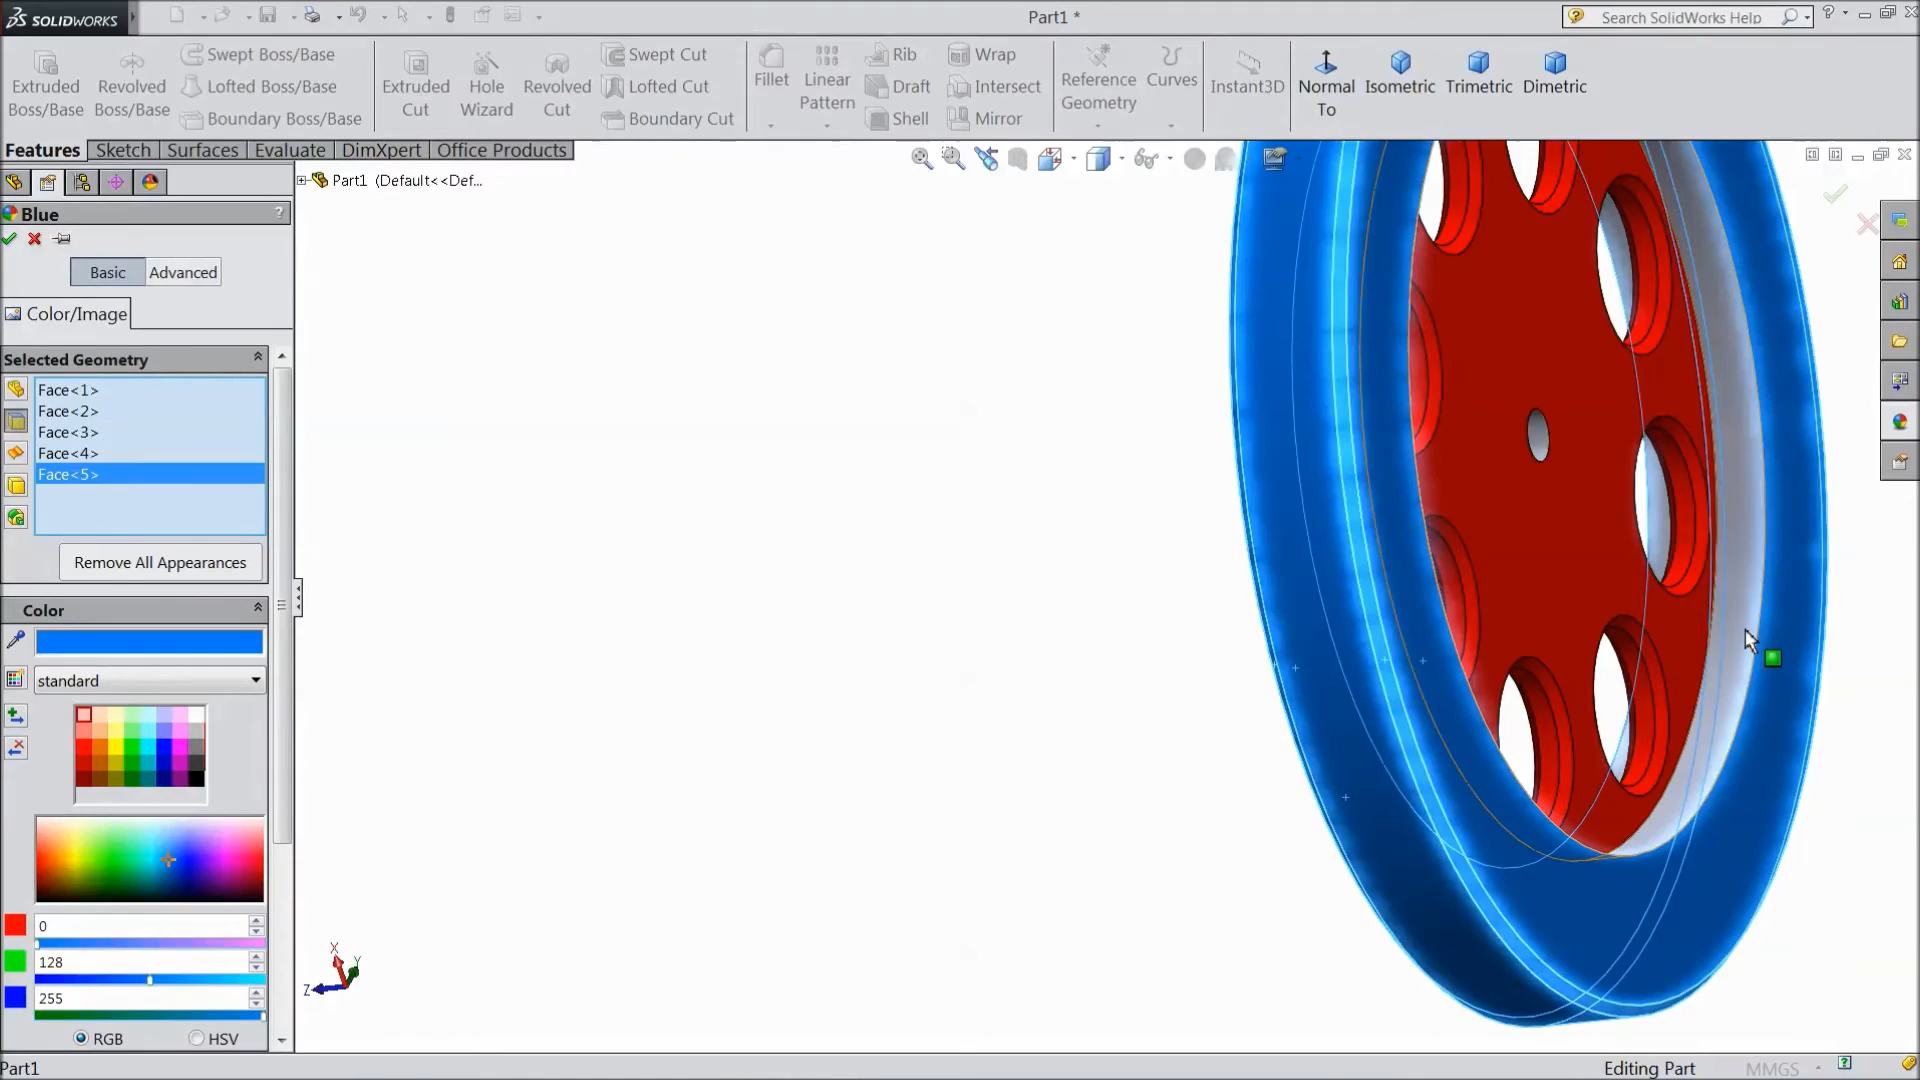 SOLIDWORKS
Part1 *
Search SolidWorks Help
Extruded Boss/Base
Revolved Boss/Base
Swept Boss/Base
Lofted Boss/Base
Boundary Boss/Base
Extruded Cut
Hole Wizard
Revolved Cut
Swept Cut
Lofted Cut
Boundary Cut
Fillet
Linear Pattern
Rib
Draft
Shell
Wrap
Intersect
Mirror
Reference Geometry
Curves
Instant3D
Normal To
Isometric
Trimetric
Dimetric
Features
Sketch
Surfaces
Evaluate
DimXpert
Office Products
Part1 (Default<<Def...
Blue
?
Basic
Advanced
Color/Image
Selected Geometry
Face<1>
Face<2>
Face<3>
Face<4>
Face<5>
Remove All Appearances
Color
standard
0
128
255
RGB
HSV
X
Y
Z
Part1
Editing Part
MMGS